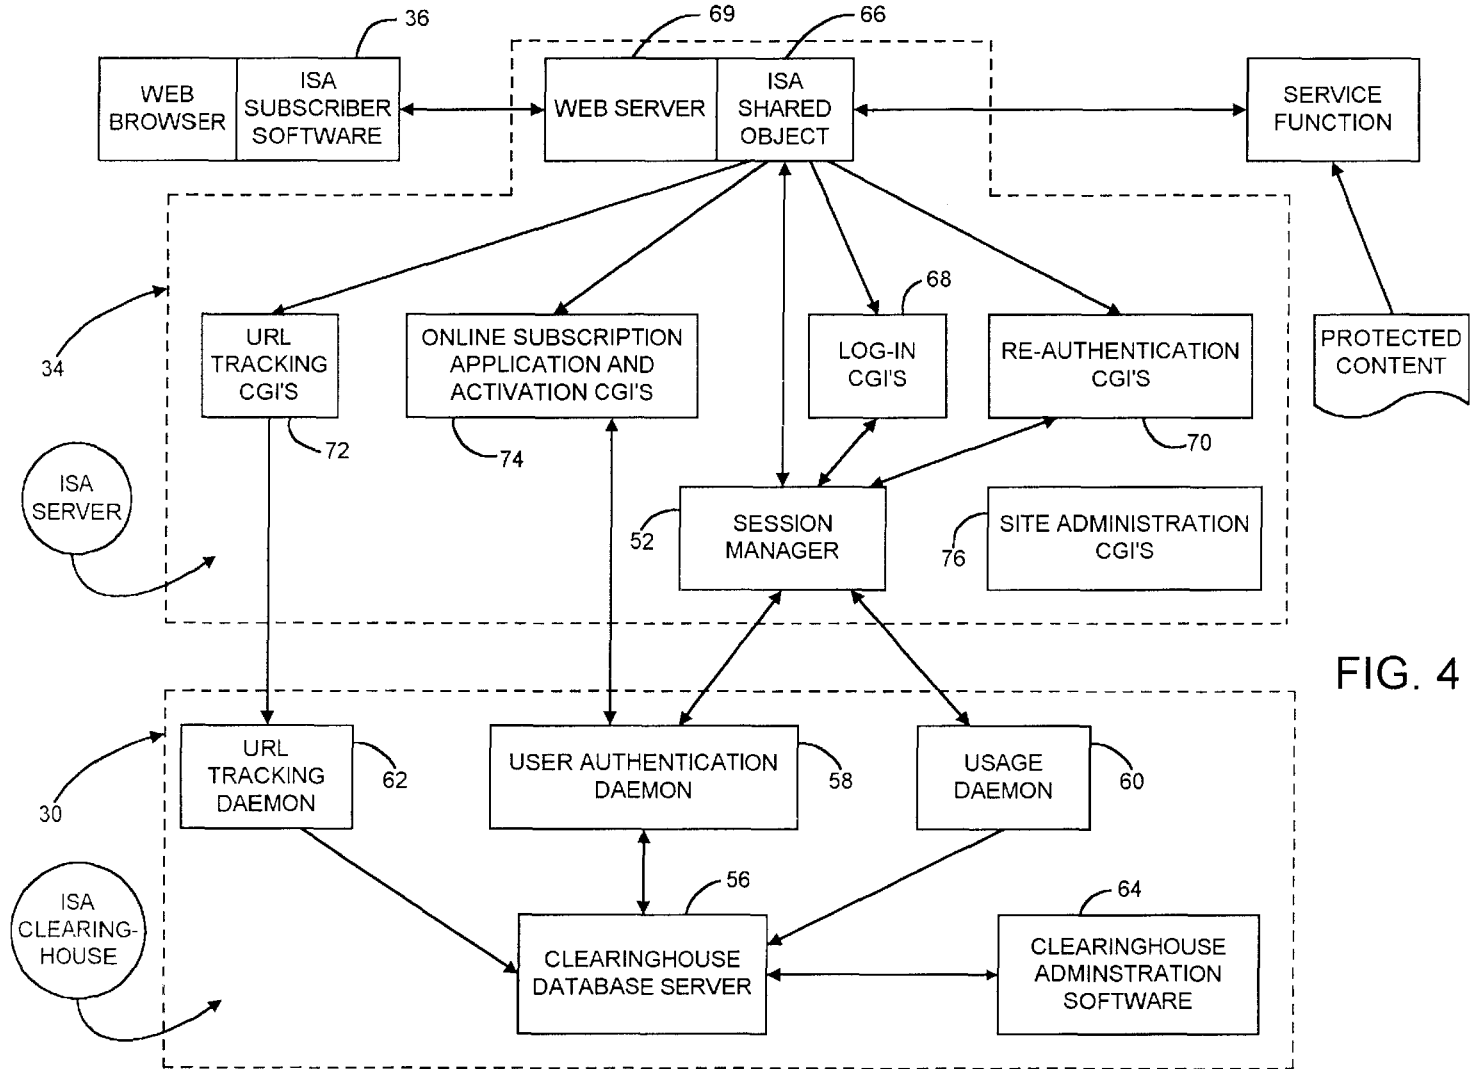 36
69
66
WEB
BROWSER
ISA
SUBSCRIBER
SOFTWARE
WEB SERVER
ISA
SHARED
OBJECT
SERVICE
FUNCTION
34
URL
TRACKING
CGI'S
72
ONLINE SUBSCRIPTION
APPLICATION AND
ACTIVATION CGI'S
74
68
LOG-IN
CGI'S
RE-AUTHENTICATION
CGI'S
70
PROTECTED
CONTENT
ISA
SERVER
52
SESSION
MANAGER
76
SITE ADMINISTRATION
CGI'S
FIG. 4
30
URL
TRACKING
DAEMON
62
USER AUTHENTICATION
DAEMON
58
USAGE
DAEMON
60
ISA
CLEARING-
HOUSE
56
CLEARINGHOUSE
DATABASE SERVER
64
CLEARINGHOUSE
ADMINSTRATION
SOFTWARE